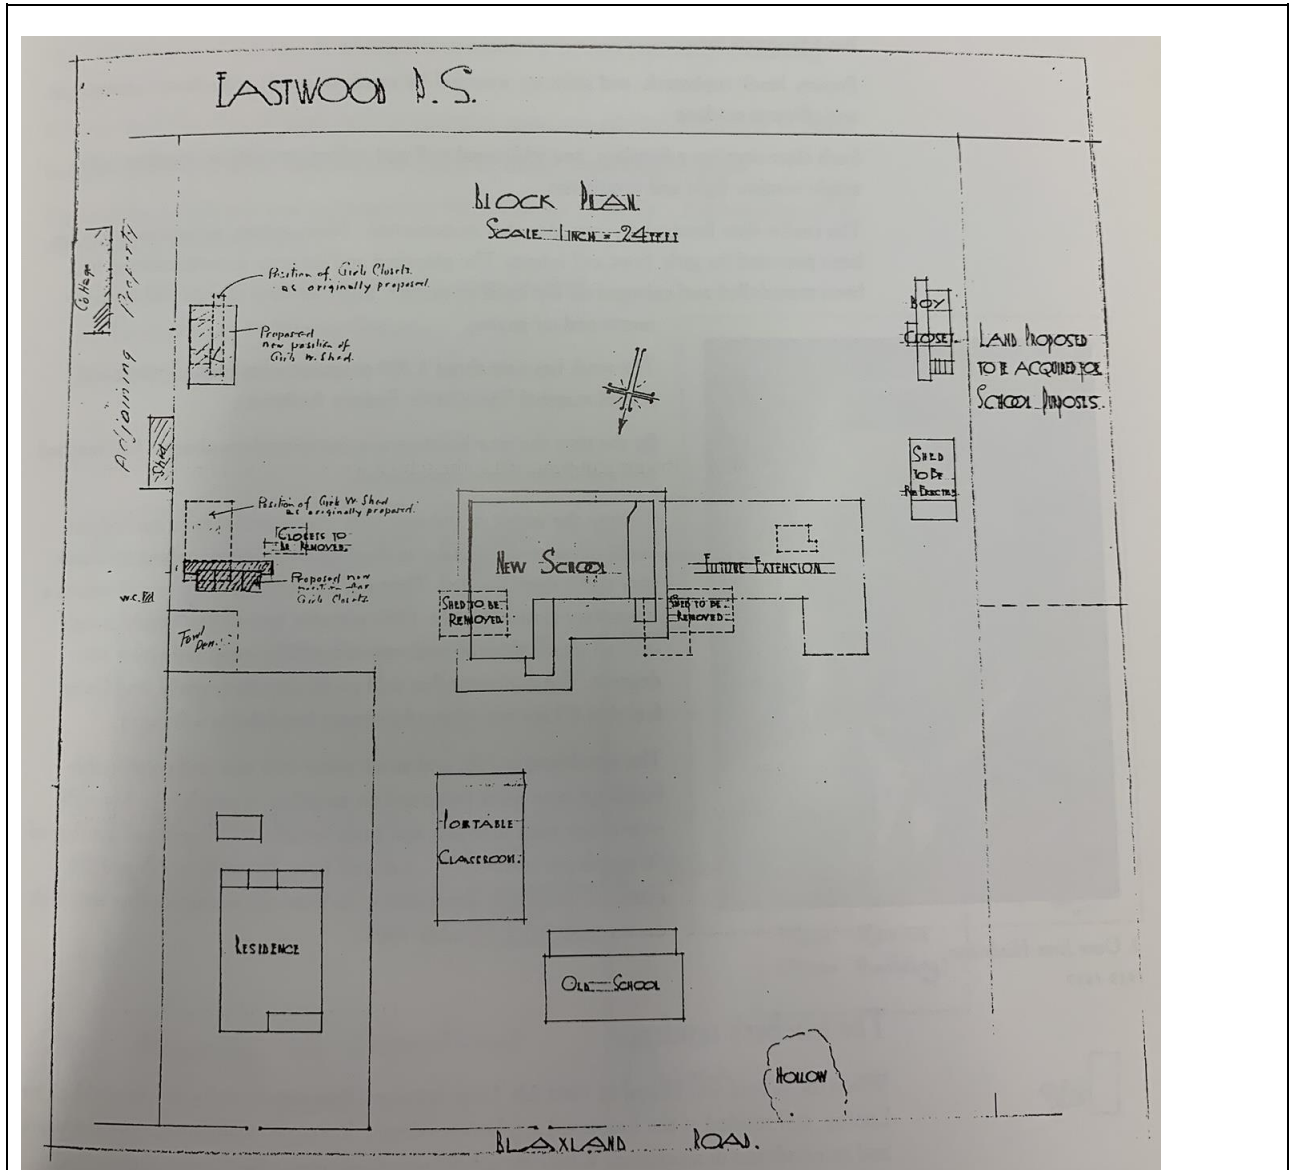 EASTWOOD P.S.
BLOCK PLAN.
SCALE 1 INCH = 24 FEET
Cottage
Adjoining Property
Position of Girls Closets
as originally proposed.
Proposed
new position of
Girls W. Shed.
BOY
CLOSET.
LAND PROPOSED
TO BE ACQUIRED FOR
SCHOOL PURPOSES.
Shed
SHED
TO BE
RE ERECTED
Position of Girls W. Shed
as originally proposed.
CLOSETS TO
BE REMOVED.
NEW SCHOOL
FUTURE EXTENSION
Proposed new
position for
Girls Closets
W.C.
SHED TO BE
REMOVED.
SHED TO BE
REMOVED.
Fowl
Pen.
PORTABLE
CLASSROOM.
RESIDENCE
OLD SCHOOL
HOLLOW
BLAXLAND ROAD.